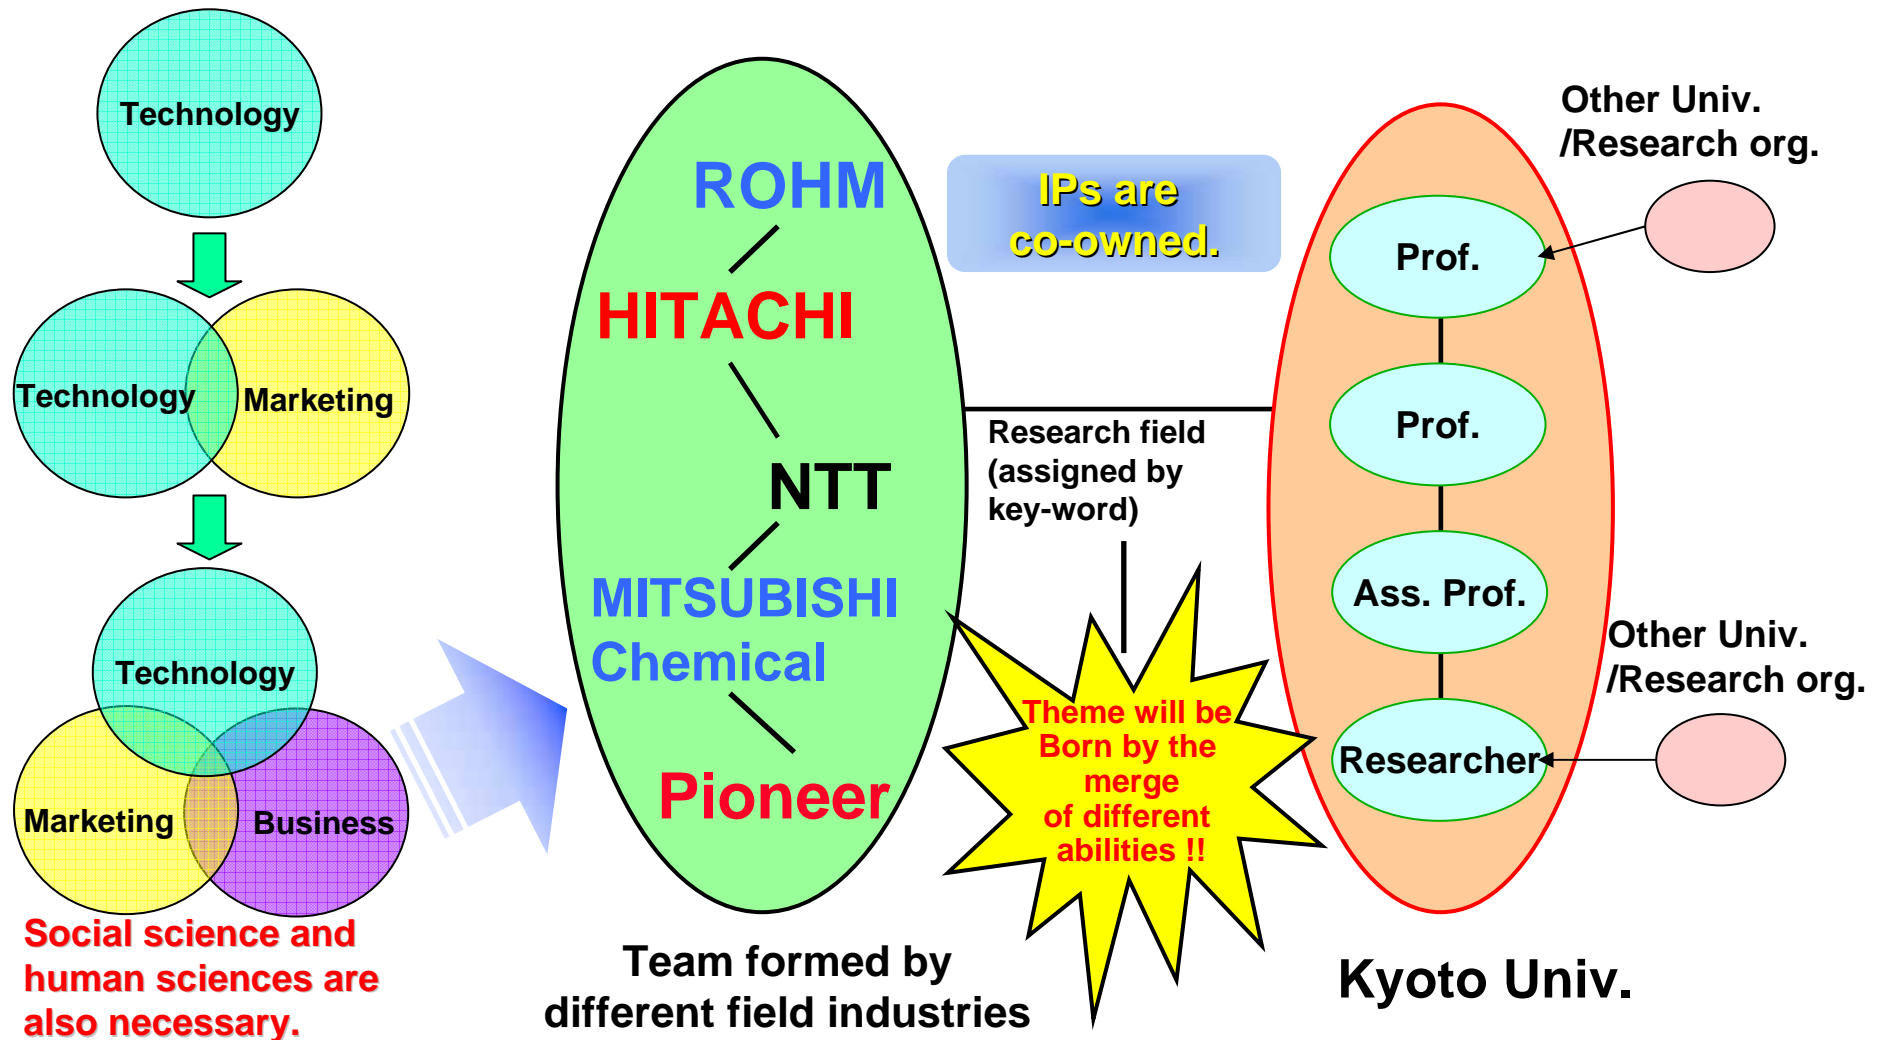 Technology
Technology
Marketing
Technology
Marketing
Business
Social science and
human sciences are
also necessary.
ROHM
HITACHI
NTT
MITSUBISHI
Chemical
Pioneer
Team formed by
different field industries
IPs are
co-owned.
Research field
(assigned by
key-word)
Theme will be
Born by the
merge
of different
abilities !!
Prof.
Prof.
Ass. Prof.
Researcher
Kyoto Univ.
Other Univ.
/Research org.
Other Univ.
/Research org.